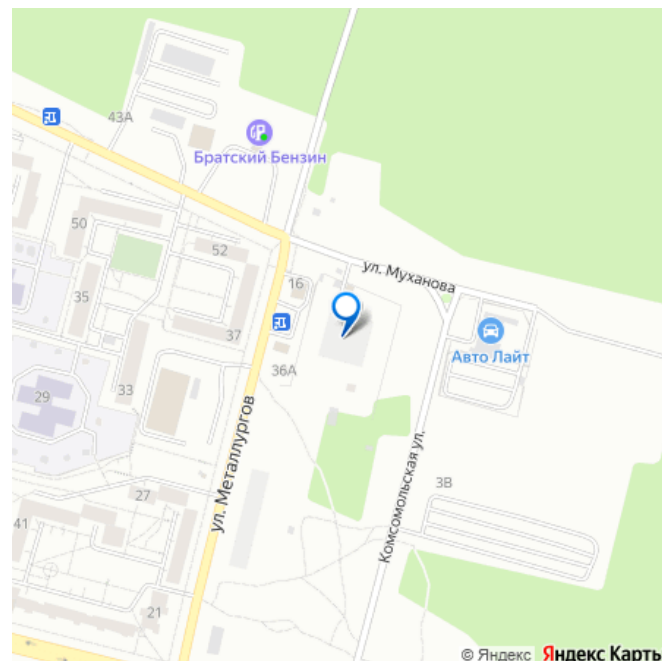 43А
Братский Бензин
50
52
ул. Муханова
16
35
37
Авто Лайт
36А
33
29
ул. Металлургов
Комсомольская ул.
3В
27
41
21
© Яндекс Яндекс Карты